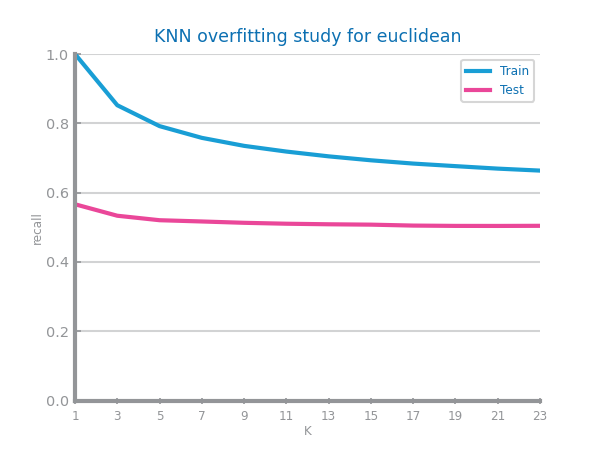 KNN overfitting study for euclidean
1.0
0.8
0.6
0.4
0.2
0.0
recall
Train
Test
1 3 5 7 9 11 13 15 17 19 21 23
K